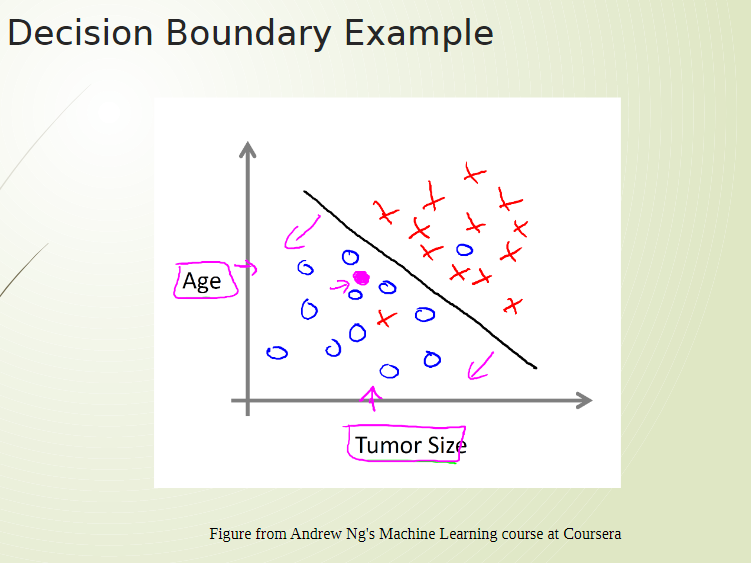 Decision Boundary Example
Age
Tumor Size
Figure from Andrew Ng's Machine Learning course at Coursera